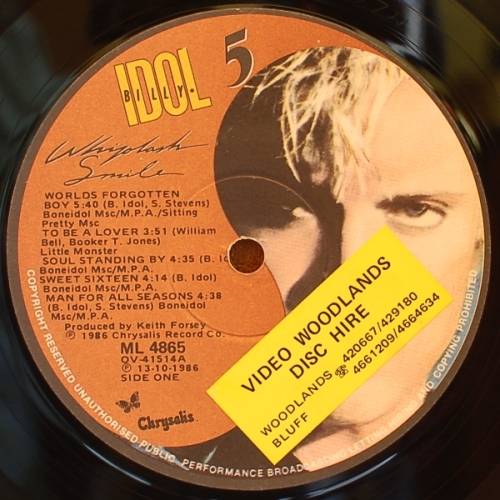 IDOL
BILLY.
5
Whiplash
Smile
WORLDS FORGOTTEN
BOY 5:40 (B. Idol, S. Stevens)
Boneidol Msc/M.P.A./Sitting
Pretty Msc
TO BE A LOVER 3:51 (William
Bell, Booker T. Jones)
Little Monster
SOUL STANDING BY 4:35 (B. Idol)
Boneidol Msc/M.P.A.
SWEET SIXTEEN 4:14 (B. Idol)
Boneidol Msc/M.P.A.
MAN FOR ALL SEASONS 4:38
(B. Idol, S. Stevens) Boneidol
Msc/M.P.A.
Produced by Keith Forsey
℗ 1986 Chrysalis Record Co.
ML 4865
OV-41514A
℗ 13-10-1986
SIDE ONE
Chrysalis
VIDEO WOODLANDS
DISC HIRE
WOODLANDS ☎ 420667/429180
BLUFF 4661209/4664634
COPYRIGHT RESERVED UNAUTHORISED PUBLIC PERFORMANCE BROADCASTING AND COPYING PROHIBITED